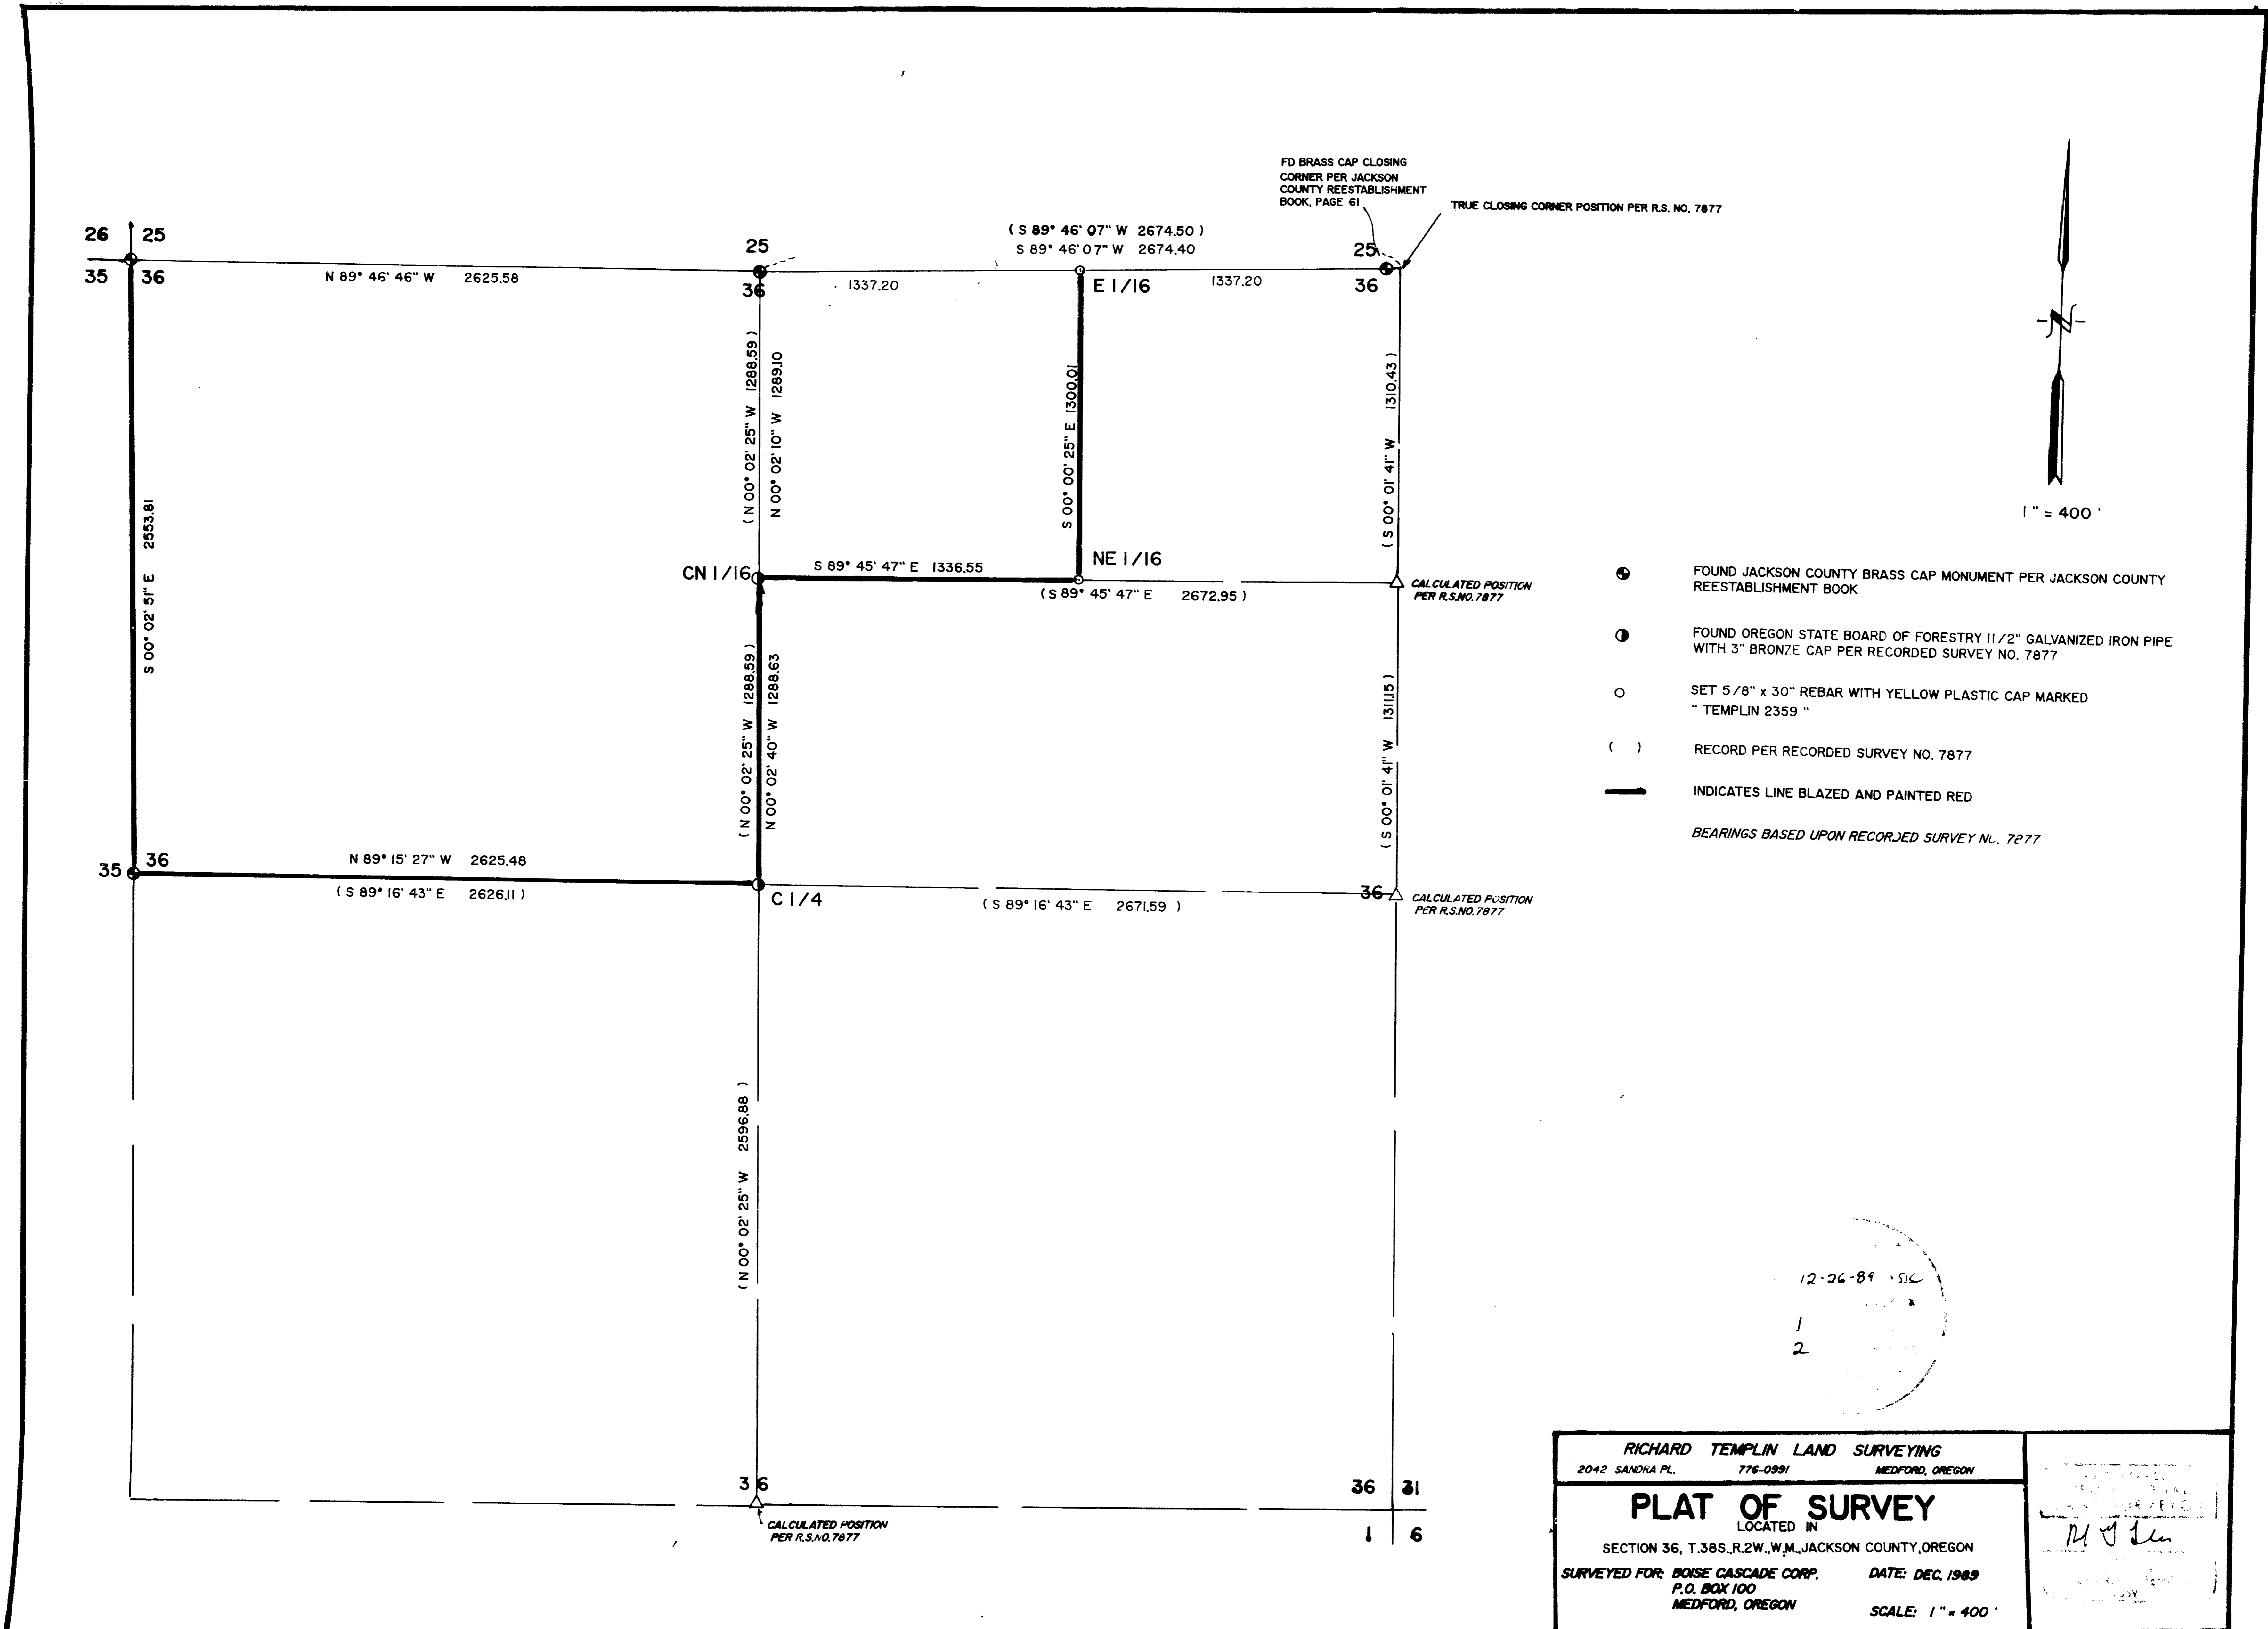 FD BRASS CAP CLOSING
CORNER PER JACKSON
COUNTY REESTABLISHMENT
BOOK, PAGE 61
TRUE CLOSING CORNER POSITION PER R.S. NO. 7877
26 25
35 36
N 89° 46' 46" W 2625.58
25
36
( S 89° 46' 07" W 2674.50 )
S 89° 46' 07" W 2674.40
1337.20
E 1/16
1337.20
25
36
( N 00° 02' 25" W 1288.59 )
N 00° 02' 10" W 1289.10
S 00° 00' 25" E 1300.01
( S 00° 01' 41" W 1310.43 )
N
1" = 400'
S 00° 02' 51" E 2553.81
CN 1/16
S 89° 45' 47" E 1336.55
NE 1/16
( S 89° 45' 47" E 2672.95 )
CALCULATED POSITION
PER R.S.NO.7877
( N 00° 02' 25" W 1288.59 )
N 00° 02' 40" W 1288.63
( S 00° 01' 41" W 1311.15 )
FOUND JACKSON COUNTY BRASS CAP MONUMENT PER JACKSON COUNTY
REESTABLISHMENT BOOK
FOUND OREGON STATE BOARD OF FORESTRY 1 1/2" GALVANIZED IRON PIPE
WITH 3" BRONZE CAP PER RECORDED SURVEY NO. 7877
SET 5/8" x 30" REBAR WITH YELLOW PLASTIC CAP MARKED
" TEMPLIN 2359 "
( ) RECORD PER RECORDED SURVEY NO. 7877
INDICATES LINE BLAZED AND PAINTED RED
BEARINGS BASED UPON RECORDED SURVEY NO. 7877
35 36
N 89° 15' 27" W 2625.48
( S 89° 16' 43" E 2626.11 )
C 1/4
( S 89° 16' 43" E 2671.59 )
36
CALCULATED POSITION
PER R.S.NO.7877
( N 00° 02' 25" W 2596.88 )
36
CALCULATED POSITION
PER R.S.NO.7877
36 31
1 6
12-26-89
1
2
RICHARD TEMPLIN LAND SURVEYING
2042 SANDRA PL. 776-0991 MEDFORD, OREGON
PLAT OF SURVEY
LOCATED IN
SECTION 36, T.38S.,R.2W.,W.M.,JACKSON COUNTY,OREGON
SURVEYED FOR: BOISE CASCADE CORP. DATE: DEC, 1989
P.O. BOX 100
MEDFORD, OREGON
SCALE: 1" = 400'